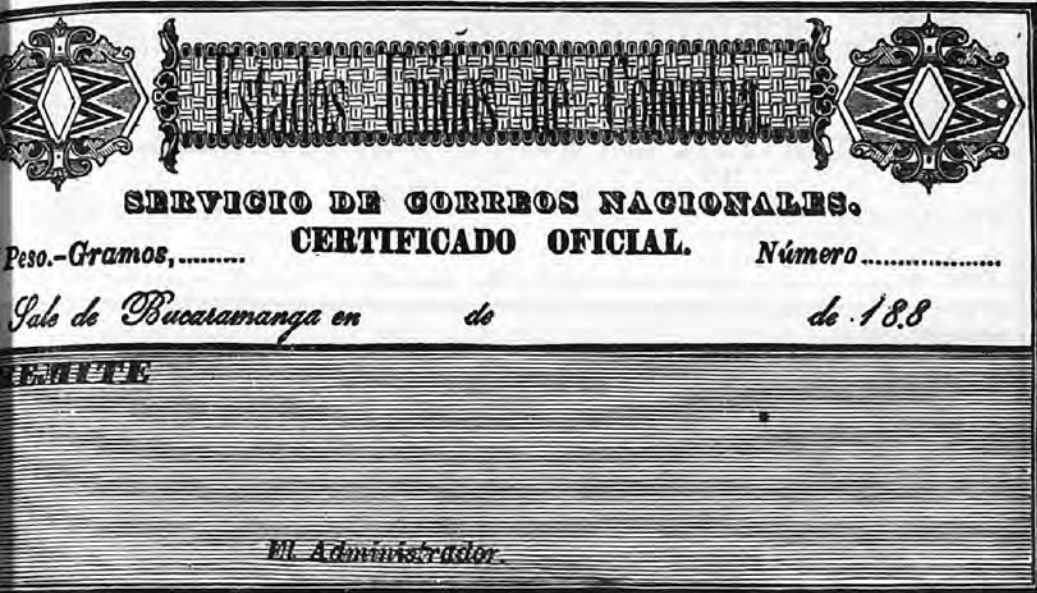 Estados Unidos de Colombia
SERVICIO DE CORREOS NACIONALES.
CERTIFICADO OFICIAL.
Peso.-Gramos,......... Número....................
Sale de Bucaramanga en de de 188
REMITE
El Administrador.